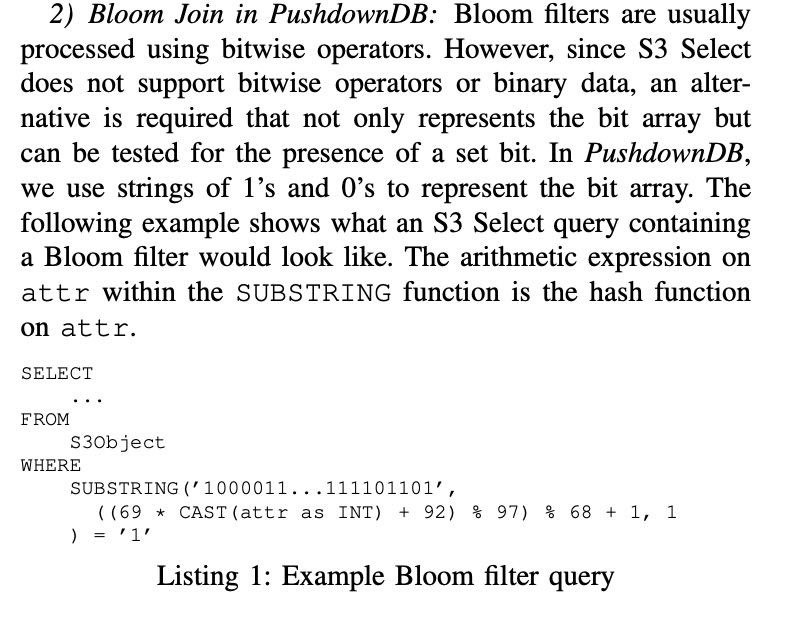 2) Bloom Join in PushdownDB: Bloom filters are usually
processed using bitwise operators. However, since S3 Select
does not support bitwise operators or binary data, an alter-
native is required that not only represents the bit array but
can be tested for the presence of a set bit. In PushdownDB,
we use strings of 1’s and 0’s to represent the bit array. The
following example shows what an S3 Select query containing
a Bloom filter would look like. The arithmetic expression on
attr within the SUBSTRING function is the hash function
on attr.
SELECT
...
FROM
S3Object
WHERE
SUBSTRING(’1000011...111101101’,
((69 * CAST(attr as INT) + 92) % 97) % 68 + 1, 1
) = ’1’
Listing 1: Example Bloom filter query